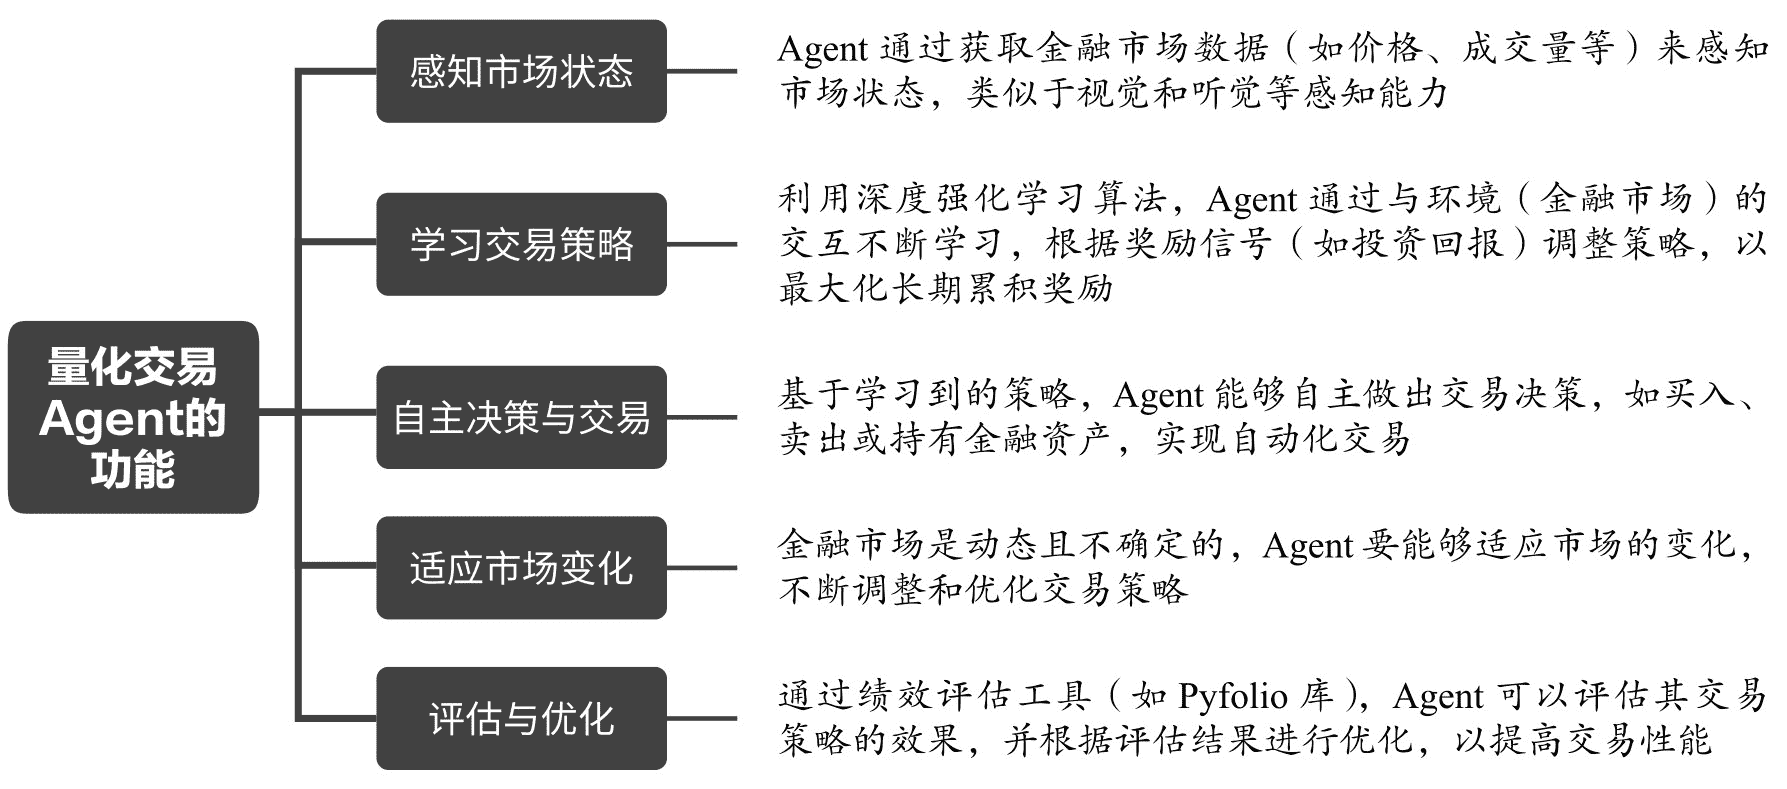 量化交易
Agent的
功能
感知市场状态
Agent 通过获取金融市场数据（如价格、成交量等）来感知
市场状态，类似于视觉和听觉等感知能力
学习交易策略
利用深度强化学习算法，Agent 通过与环境（金融市场）的
交互不断学习，根据奖励信号（如投资回报）调整策略，以
最大化长期累积奖励
自主决策与交易
基于学习到的策略，Agent 能够自主做出交易决策，如买入、
卖出或持有金融资产，实现自动化交易
适应市场变化
金融市场是动态且不确定的，Agent 要能够适应市场的变化，
不断调整和优化交易策略
评估与优化
通过绩效评估工具（如 Pyfolio 库），Agent 可以评估其交易
策略的效果，并根据评估结果进行优化，以提高交易性能